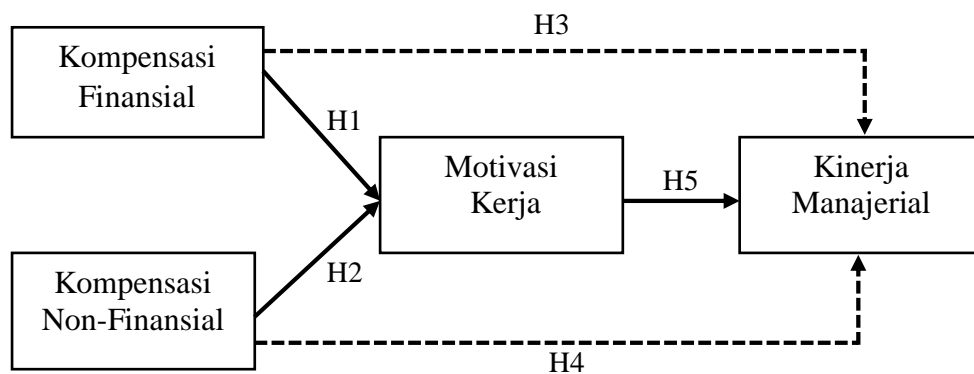 H3
Kompensasi
Finansial
H1
Motivasi
Kerja
H5
Kinerja
Manajerial
H2
Kompensasi
Non-Finansial
H4